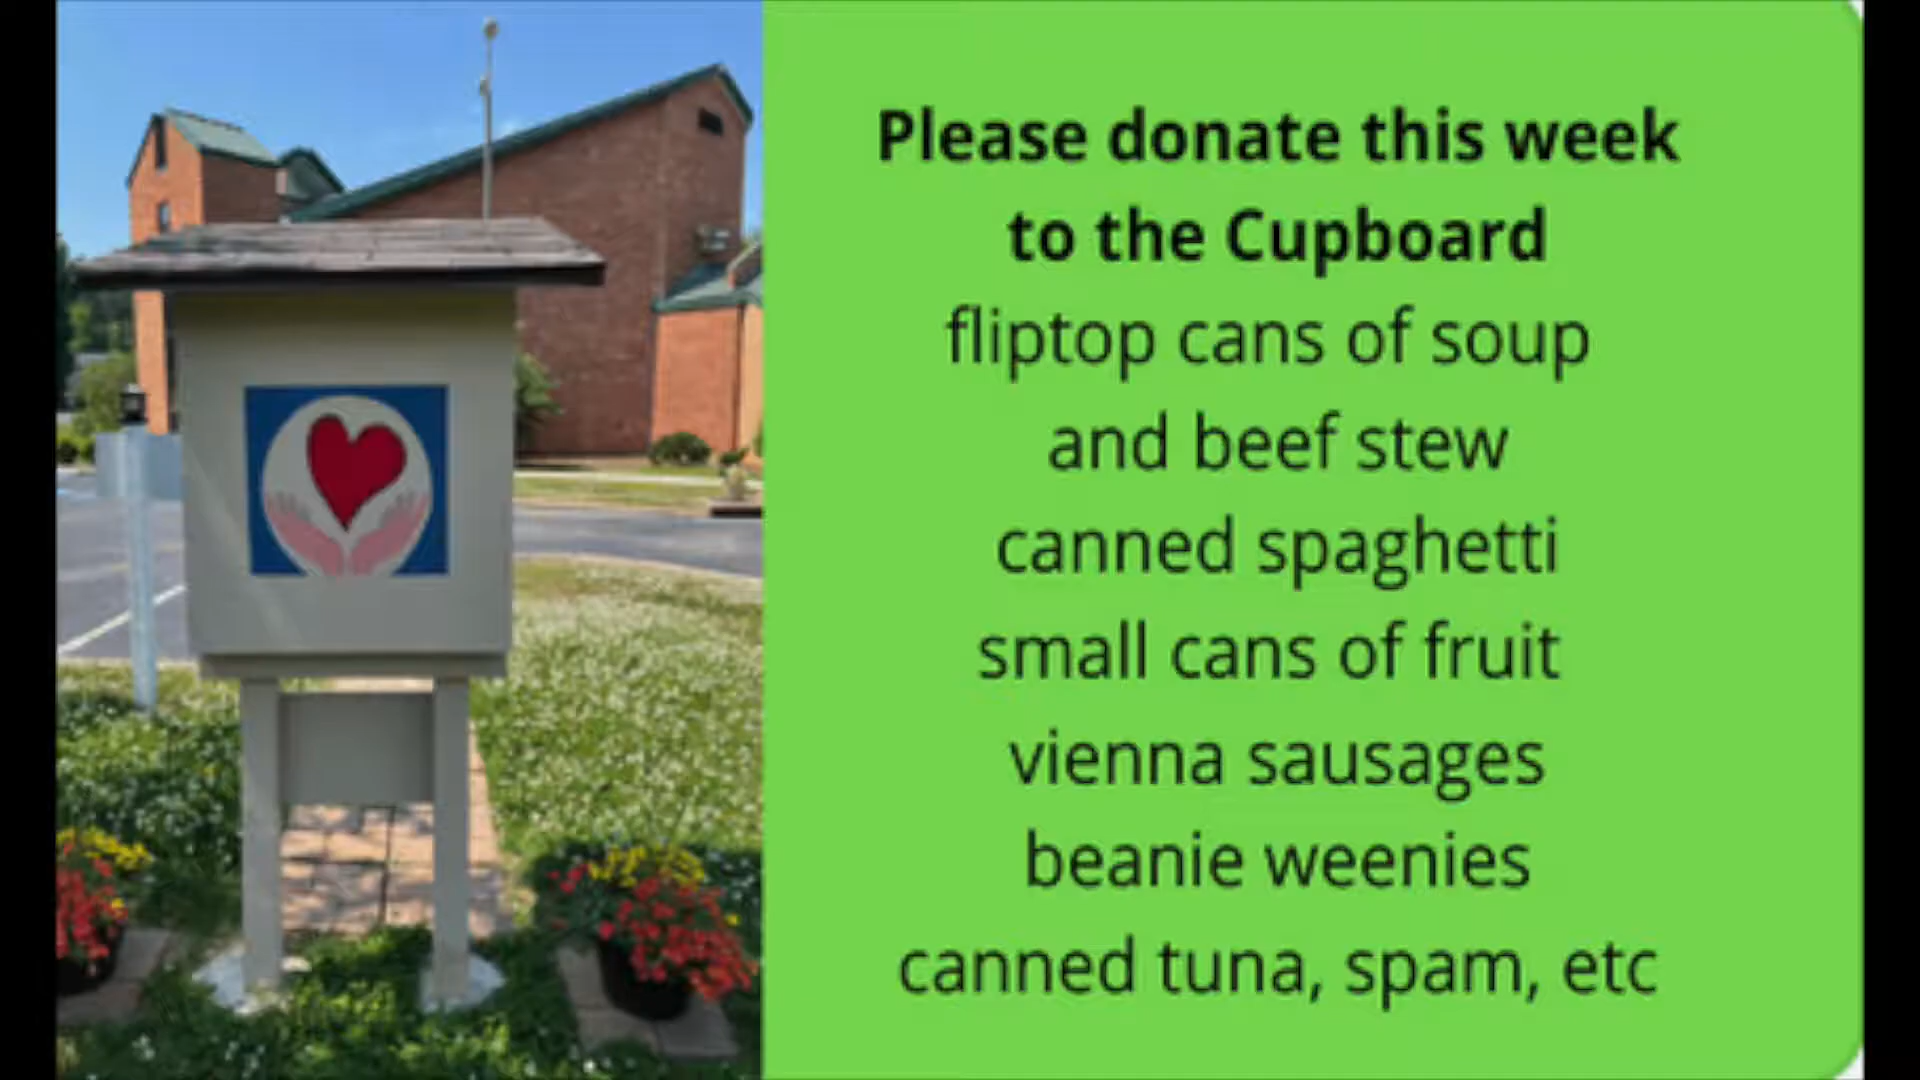 Please donate this week
to the Cupboard
fliptop cans of soup
and beef stew
canned spaghetti
small cans of fruit
vienna sausages
beanie weenies
canned tuna, spam, etc